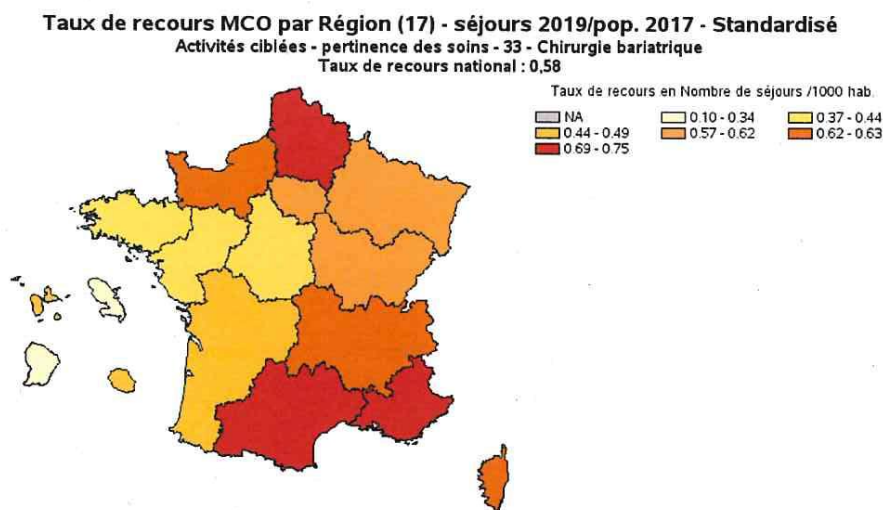 Taux de recours MCO par Région (17) - séjours 2019/pop. 2017 - Standardisé
Activités ciblées - pertinence des soins - 33 - Chirurgie bariatrique
Taux de recours national : 0,58
Taux de recours en Nombre de séjours /1000 hab.
NA 0.10 - 0.34 0.37 - 0.44
0.44 - 0.49 0.57 - 0.62 0.62 - 0.63
0.69 - 0.75